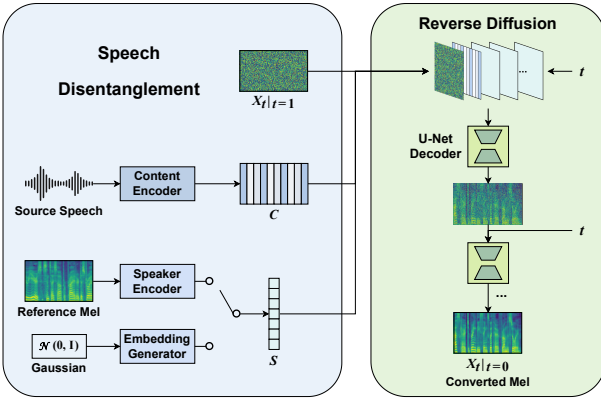 Speech
Disentanglement
X_t|t=1
Source Speech
Content
Encoder
C
Reference Mel
Speaker
Encoder
𝒩(0, I)
Gaussian
Embedding
Generator
S
Reverse Diffusion
...
t
U-Net
Decoder
t
...
X_t|t=0
Converted Mel